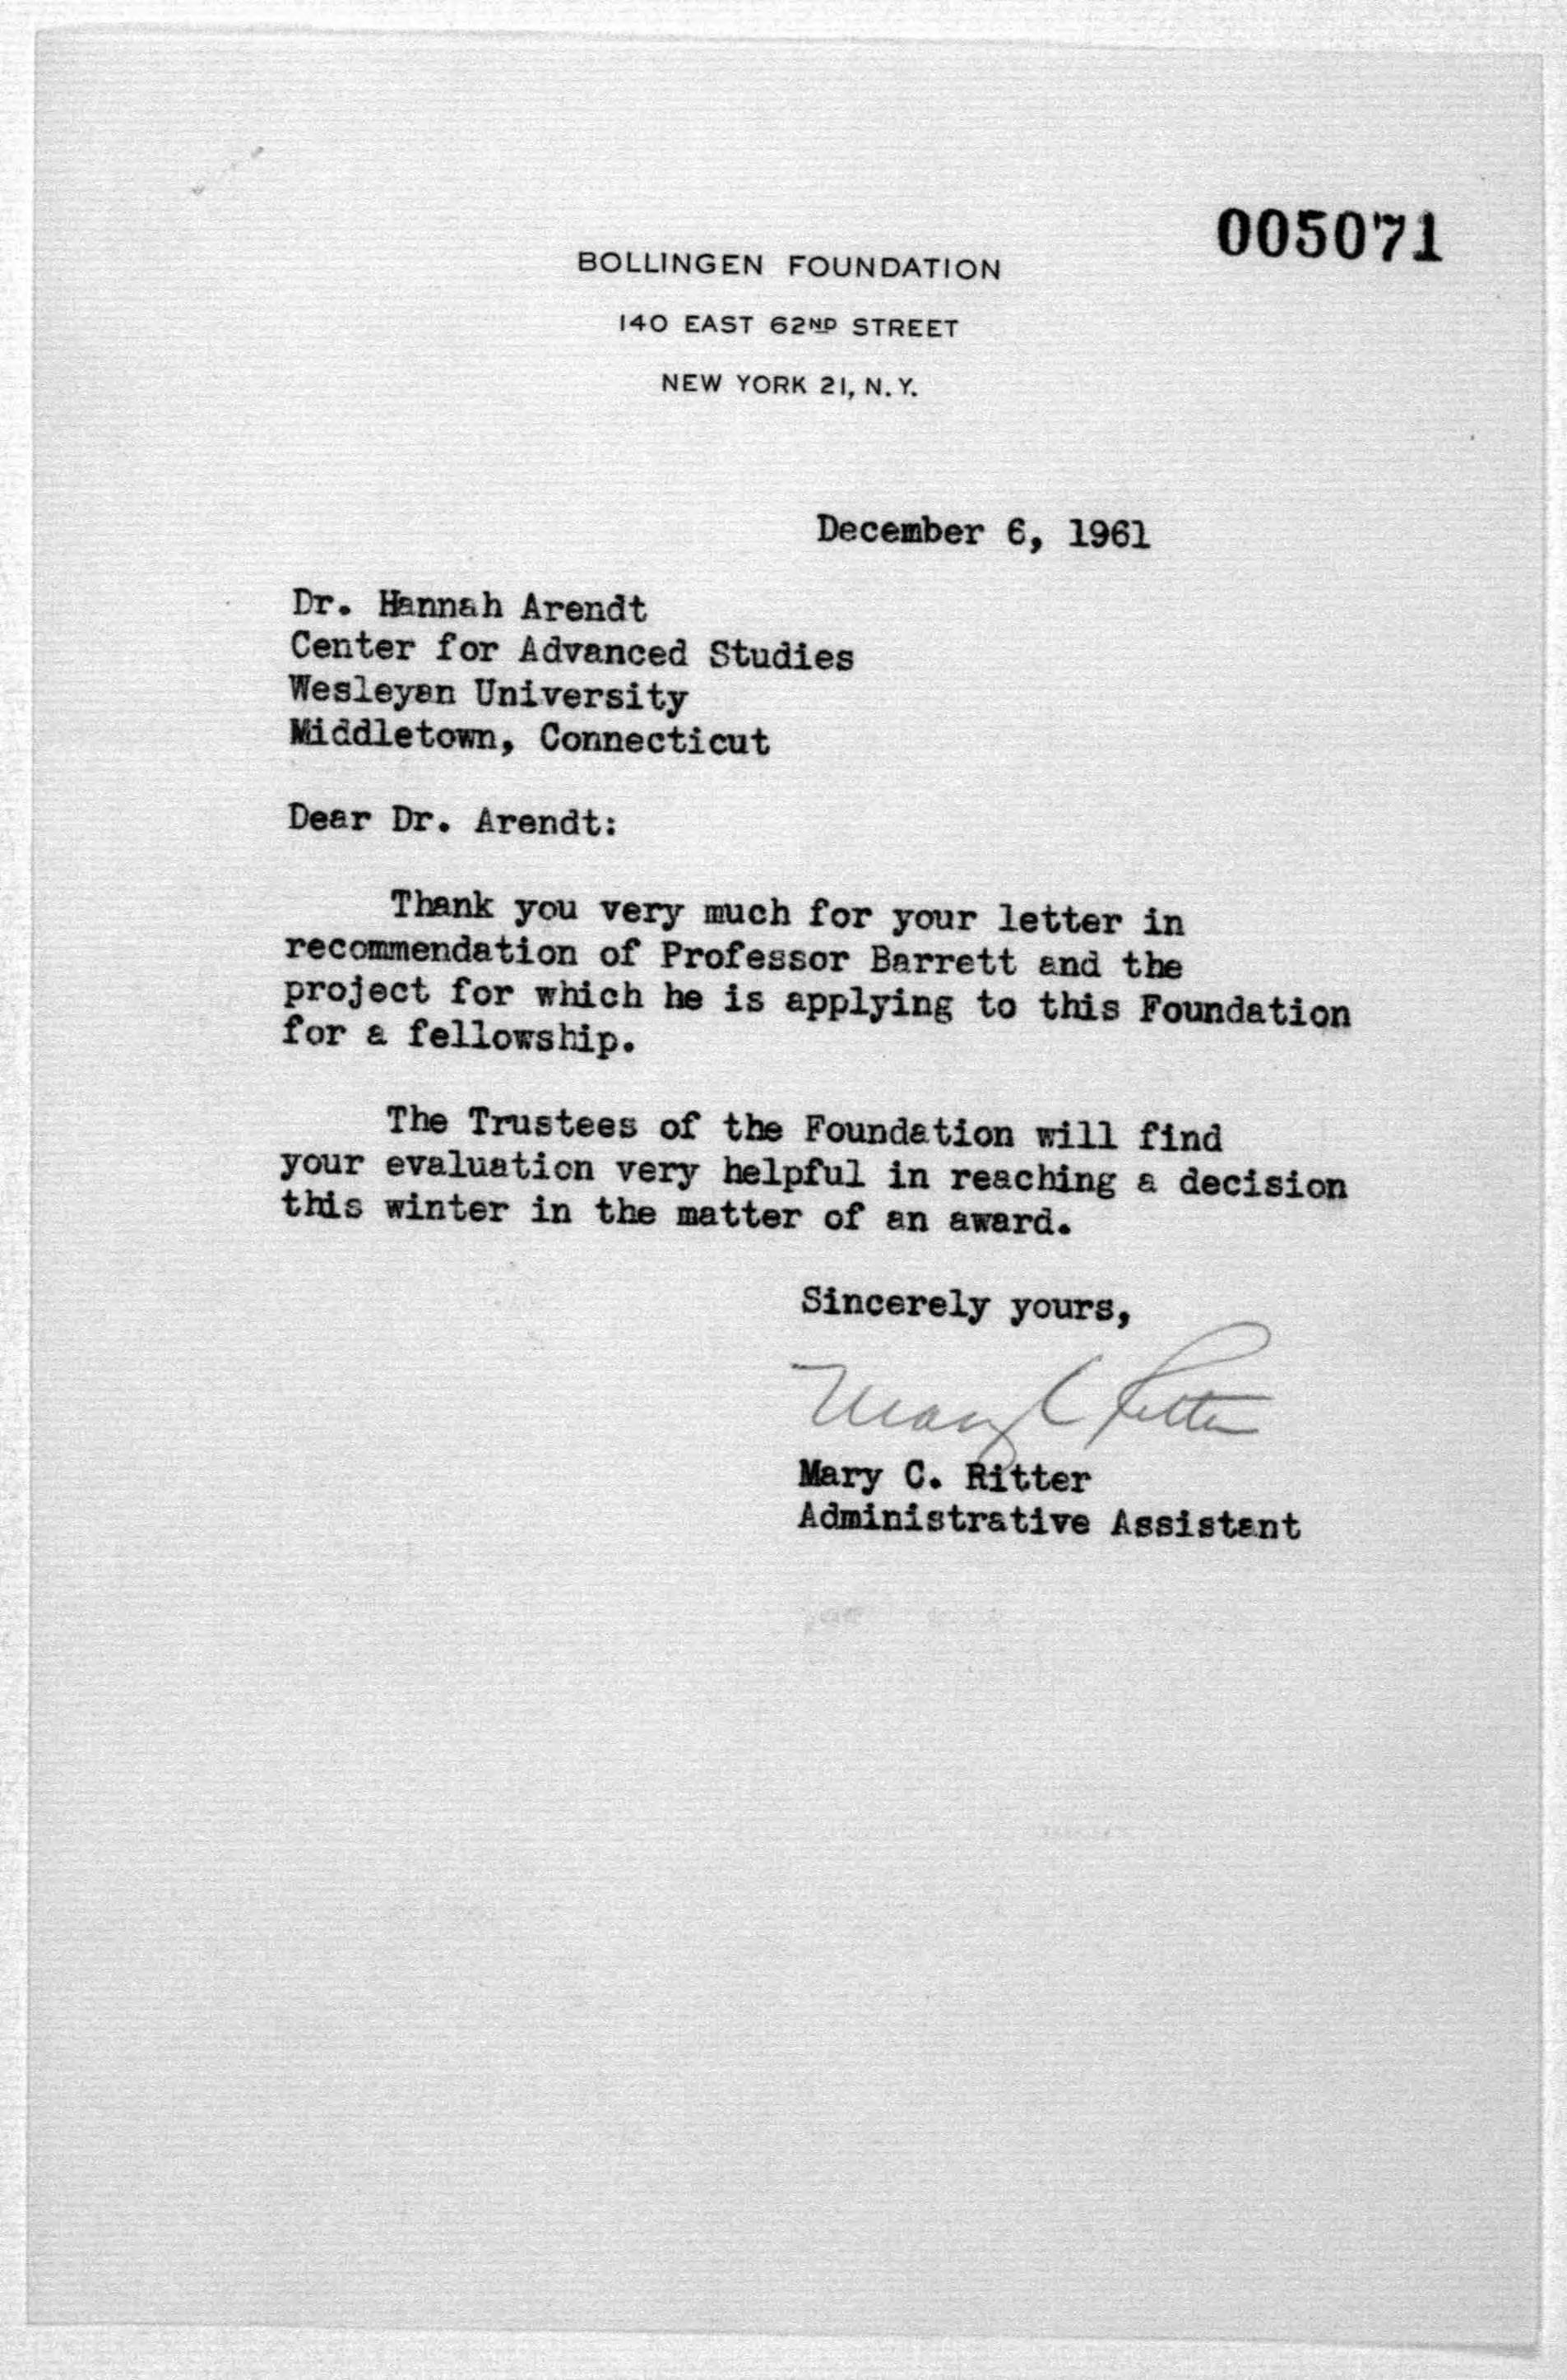 005071
BOLLINGEN FOUNDATION
140 EAST 62ND STREET
NEW YORK 21, N.Y.
December 6, 1961
Dr. Hannah Arendt
Center for Advanced Studies
Wesleyan University
Middletown, Connecticut
Dear Dr. Arendt:
Thank you very much for your letter in
recommendation of Professor Barrett and the
project for which he is applying to this Foundation
for a fellowship.
The Trustees of the Foundation will find
your evaluation very helpful in reaching a decision
this winter in the matter of an award.
Sincerely yours,
Mary C Ritter
Mary C. Ritter
Administrative Assistant